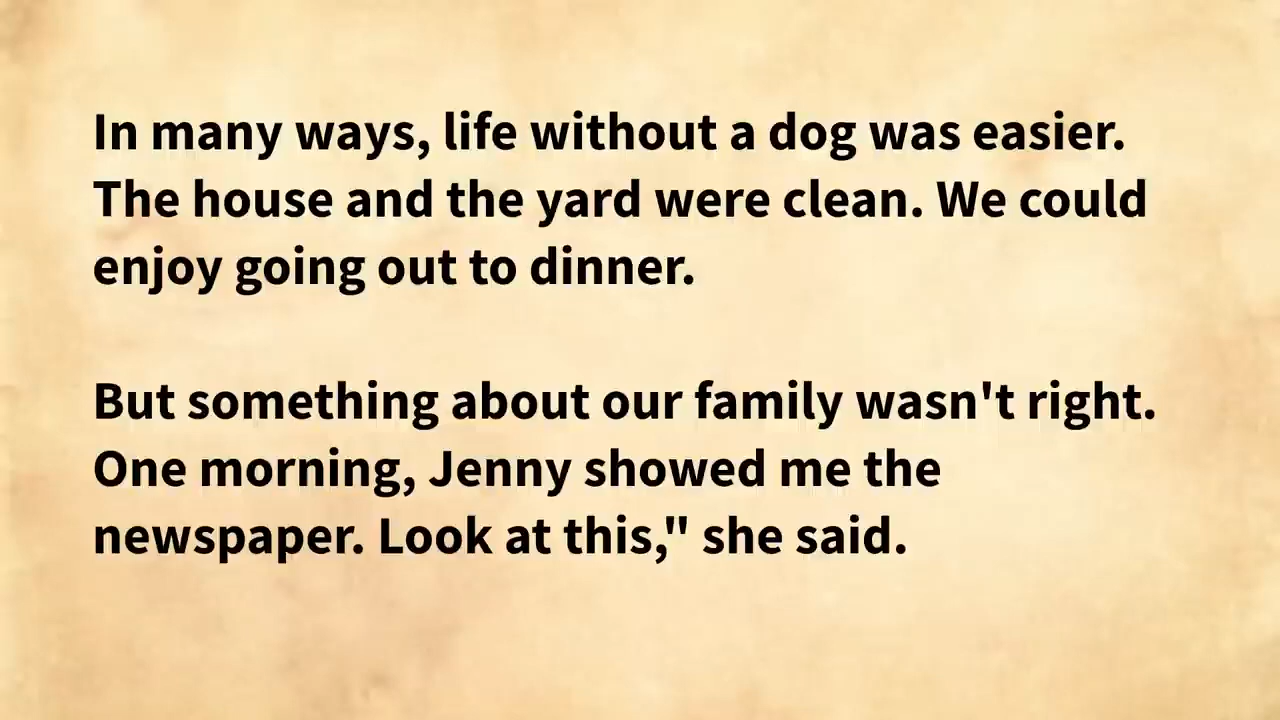 In many ways, life without a dog was easier.
The house and the yard were clean. We could
enjoy going out to dinner.
But something about our family wasn't right.
One morning, Jenny showed me the
newspaper. Look at this," she said.